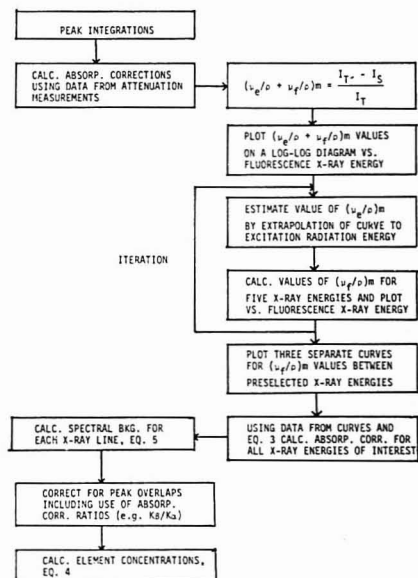 PEAK INTEGRATIONS
CALC. ABSORP. CORRECTIONS
USING DATA FROM ATTENUATION
MEASUREMENTS
(μe/ρ + μf/ρ)m = (IT' - IS) / IT
PLOT (μe/ρ + μf/ρ)m VALUES
ON A LOG-LOG DIAGRAM VS.
FLUORESCENCE X-RAY ENERGY
ESTIMATE VALUE OF (μe/ρ)m
BY EXTRAPOLATION OF CURVE TO
EXCITATION RADIATION ENERGY
ITERATION
CALC. VALUES OF (μf/ρ)m FOR
FIVE X-RAY ENERGIES AND PLOT
VS. FLUORESCENCE X-RAY ENERGY
PLOT THREE SEPARATE CURVES
FOR (μf/ρ)m VALUES BETWEEN
PRESELECTED X-RAY ENERGIES
USING DATA FROM CURVES AND
EQ. 3 CALC. ABSORP. CORR. FOR
ALL X-RAY ENERGIES OF INTEREST
CALC. SPECTRAL BKG. FOR
EACH X-RAY LINE, EQ. 5
CORRECT FOR PEAK OVERLAPS
INCLUDING USE OF ABSORP.
CORR. RATIOS (e.g. Kβ/Kα)
CALC. ELEMENT CONCENTRATIONS,
EQ. 4